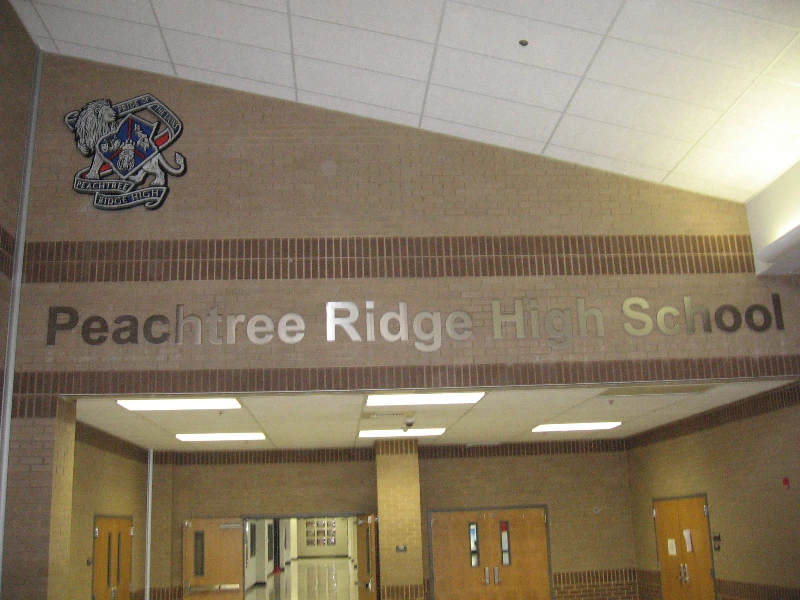 PRIDE OF THE LIONS
PEACHTREE
RIDGE HIGH
Peachtree Ridge High School